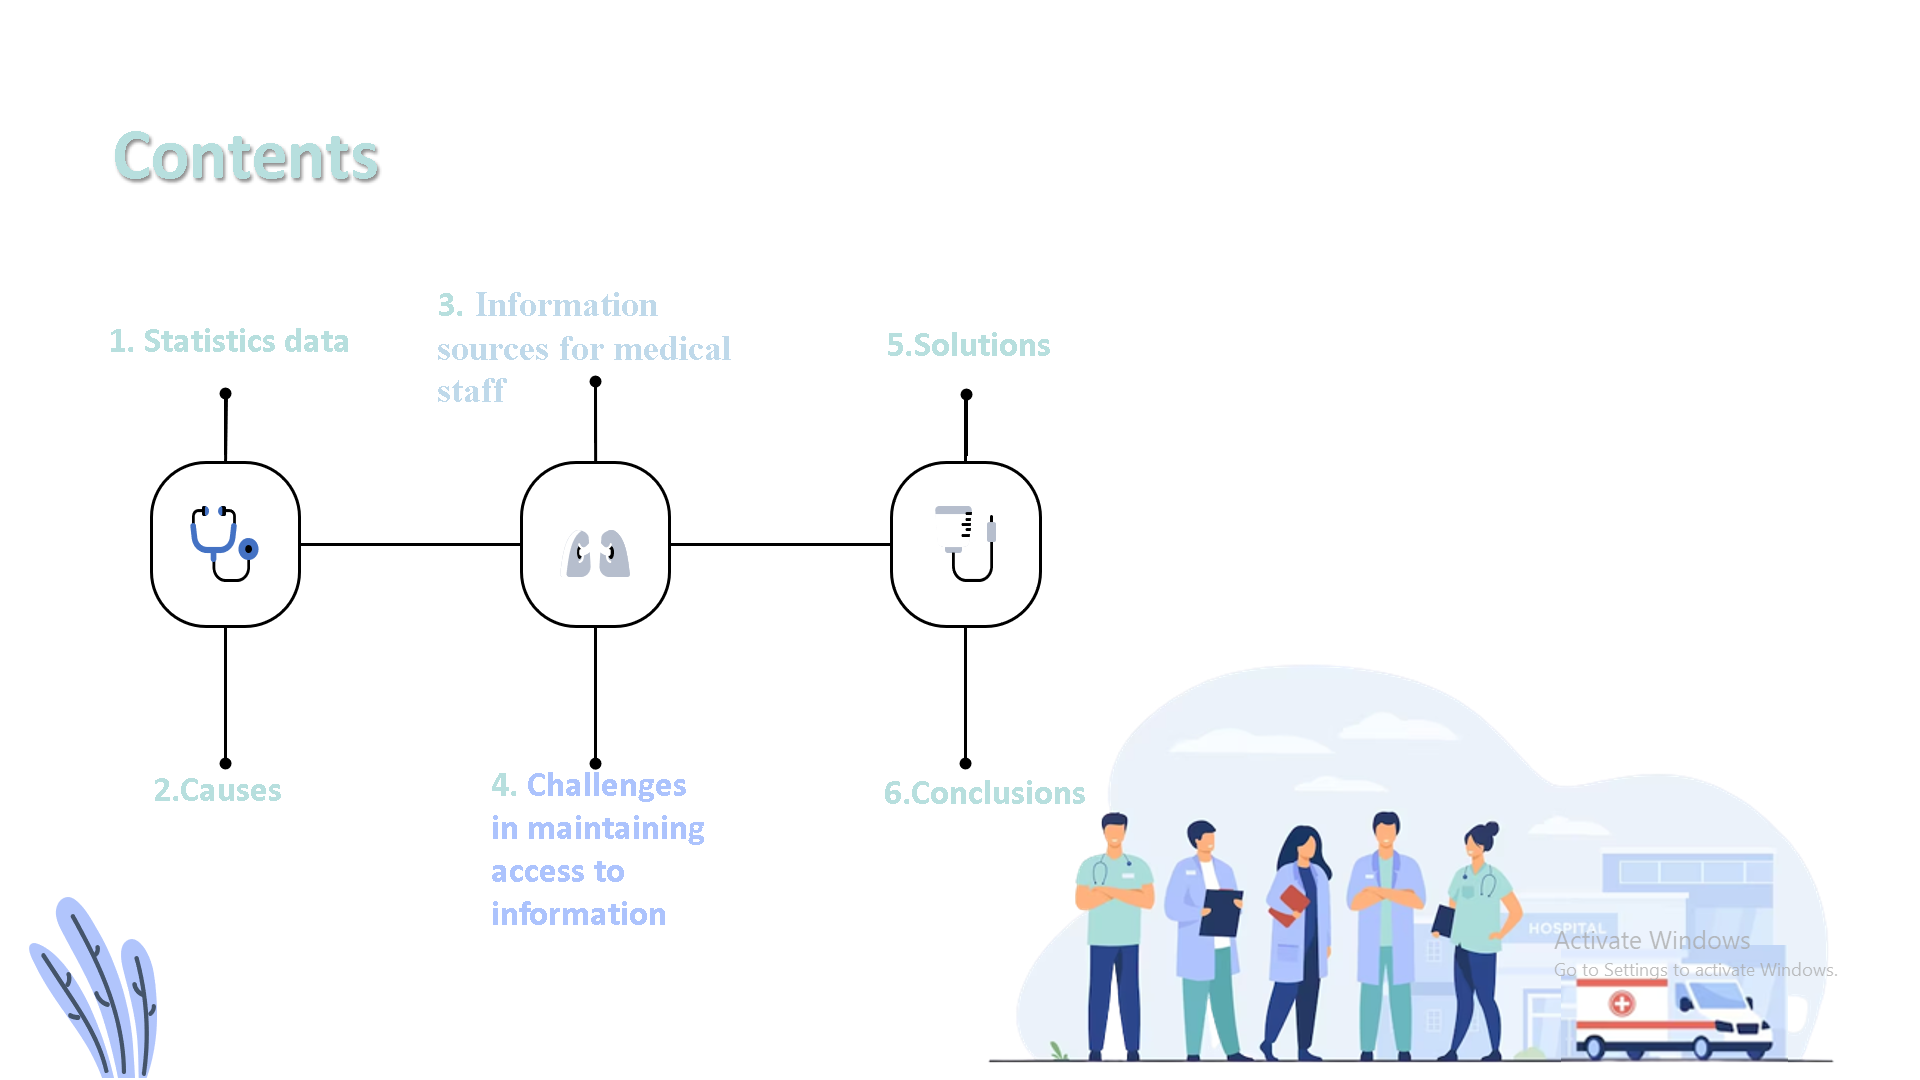 Contents
1. Statistics data
3. Information
sources for medical
staff
5.Solutions
2.Causes
4. Challenges
in maintaining
access to
information
6.Conclusions
HOSPITAL
Activate Windows
Go to Settings to activate Windows.